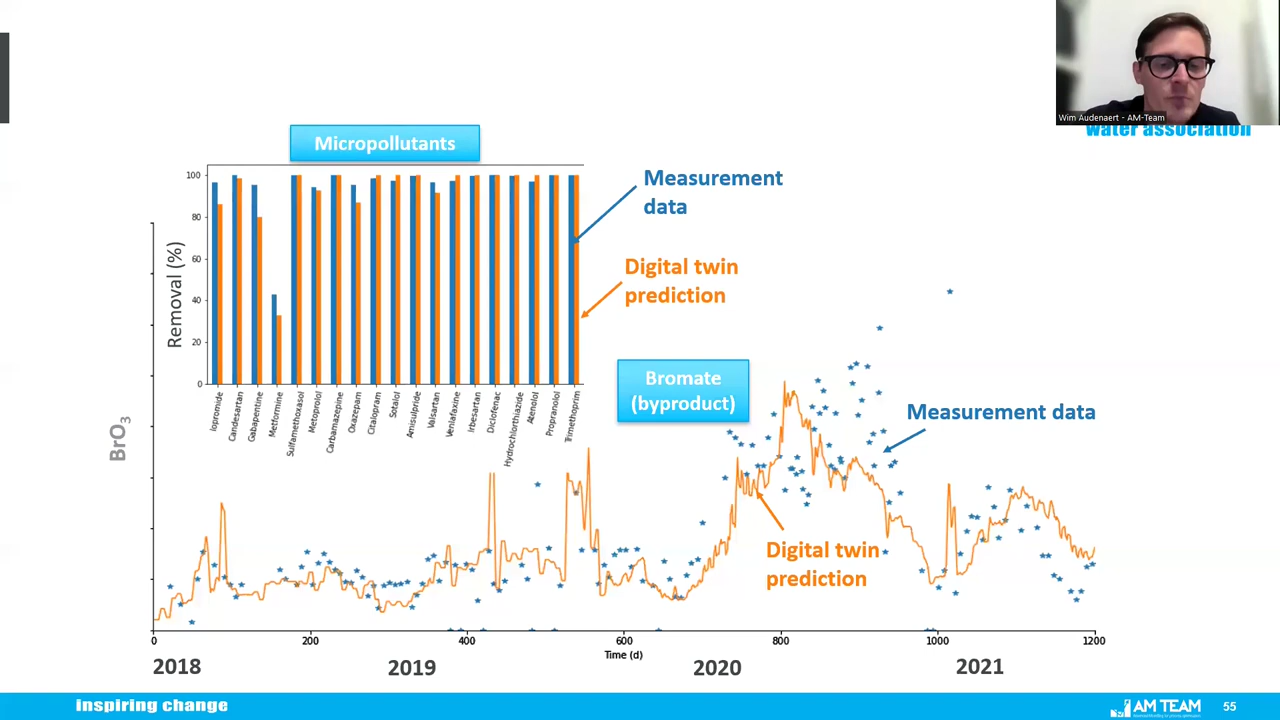 Wim Audenaert - AM-Team
water association
Micropollutants
Measurement
data
Digital twin
prediction
Removal (%)
100
80
60
40
20
0
Iopromide
Candesartan
Gabapentine
Metformine
Sulfamethoxasol
Metoprolol
Carbamazepine
Oxazepam
Citalopram
Sotalol
Amisulpride
Valsartan
Venlafaxine
Irbesartan
Diclofenac
Hydrochlorthiazide
Atenolol
Propranolol
Trimethoprim
Bromate
(byproduct)
Measurement data
Digital twin
prediction
BrO3
0
200
400
600
800
1000
1200
Time (d)
2018
2019
2020
2021
inspiring change
AM TEAM
55